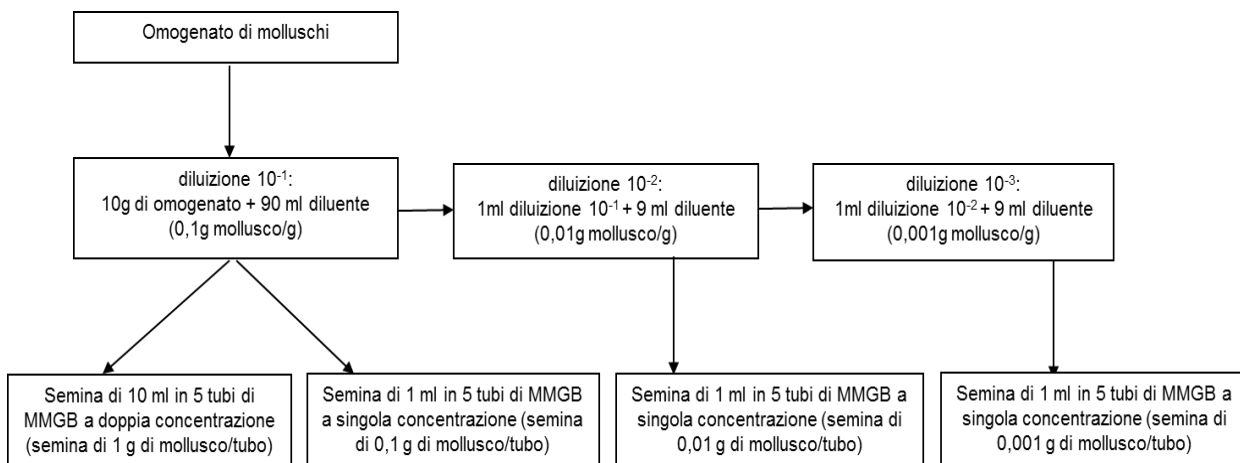 Omogenato di molluschi
diluizione 10⁻¹:
10g di omogenato + 90 ml diluente
(0,1g mollusco/g)
diluizione 10⁻²:
1ml diluizione 10⁻¹ + 9 ml diluente
(0,01g mollusco/g)
diluizione 10⁻³:
1ml diluizione 10⁻² + 9 ml diluente
(0,001g mollusco/g)
Semina di 10 ml in 5 tubi di
MMGB a doppia concentrazione
(semina di 1 g di mollusco/tubo)
Semina di 1 ml in 5 tubi di MMGB
a singola concentrazione (semina
di 0,1 g di mollusco/tubo)
Semina di 1 ml in 5 tubi di MMGB a
singola concentrazione (semina di
0,01 g di mollusco/tubo)
Semina di 1 ml in 5 tubi di MMGB a
singola concentrazione (semina di
0,001 g di mollusco/tubo)